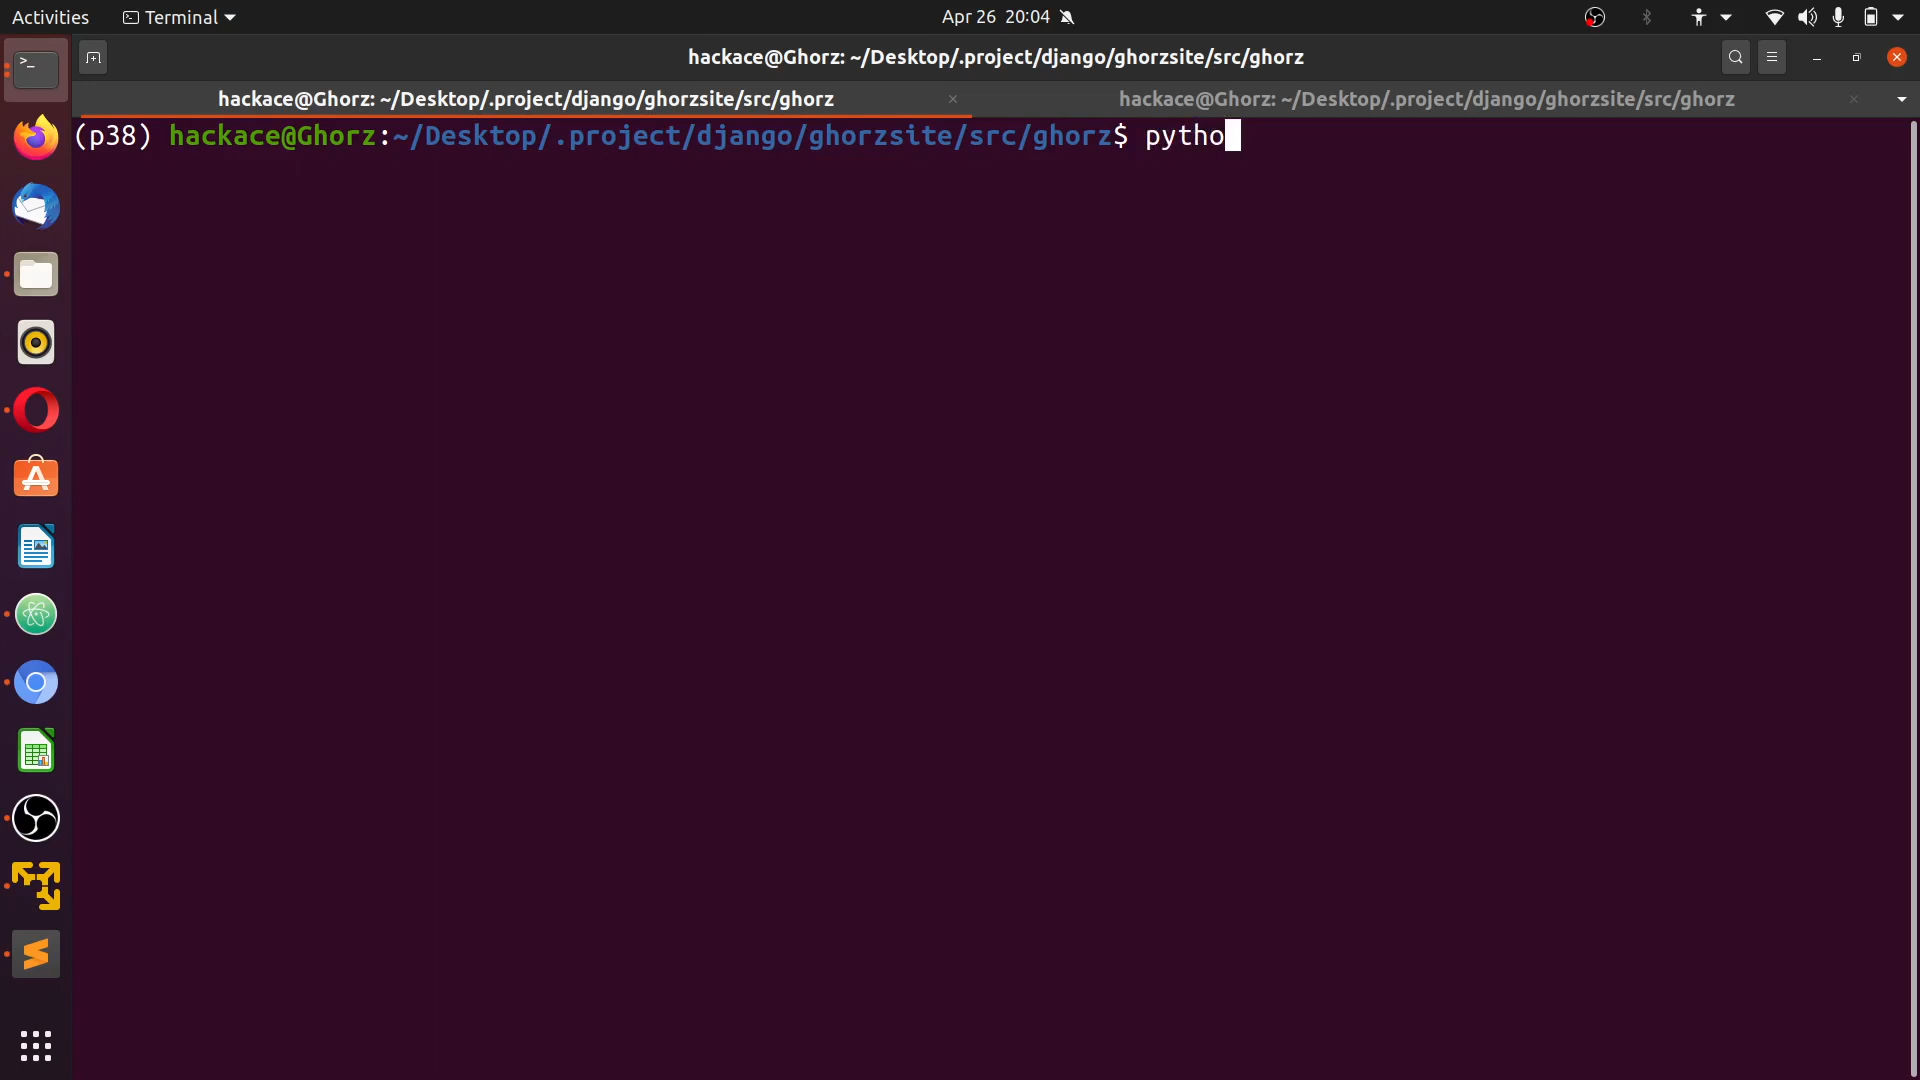 Activities Terminal Apr 26 20:04
hackace@Ghorz: ~/Desktop/.project/django/ghorzsite/src/ghorz
hackace@Ghorz: ~/Desktop/.project/django/ghorzsite/src/ghorz hackace@Ghorz: ~/Desktop/.project/django/ghorzsite/src/ghorz
(p38) hackace@Ghorz:~/Desktop/.project/django/ghorzsite/src/ghorz$ pytho